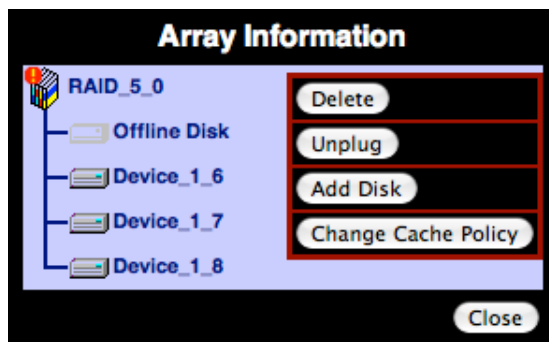 Array Information
RAID_5_0
Offline Disk
Device_1_6
Device_1_7
Device_1_8
Delete
Unplug
Add Disk
Change Cache Policy
Close